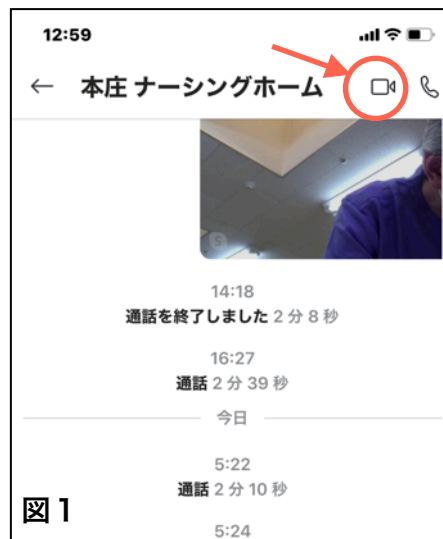 12:59
本庄 ナーシングホーム
S
14:18
通話を終了しました 2 分 8 秒
16:27
通話 2 分 39 秒
今日
5:22
通話 2 分 10 秒
図 1
5:24